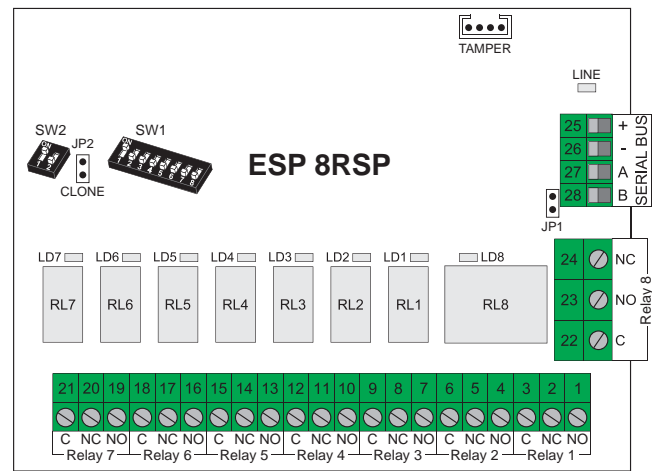 TAMPER
LINE
SW2
JP2
SW1
CLONE
ESP 8RSP
25 +
26 -
27 A
28 B
SERIAL BUS
JP1
LD7 LD6 LD5 LD4 LD3 LD2 LD1 LD8
RL7 RL6 RL5 RL4 RL3 RL2 RL1 RL8
24 NC
23 NO
22 C
Relay 8
21 20 19 18 17 16 15 14 13 12 11 10 9 8 7 6 5 4 3 2 1
C NC NO C NC NO C NC NO C NC NO C NC NO C NC NO C NC NO
Relay 7 Relay 6 Relay 5 Relay 4 Relay 3 Relay 2 Relay 1